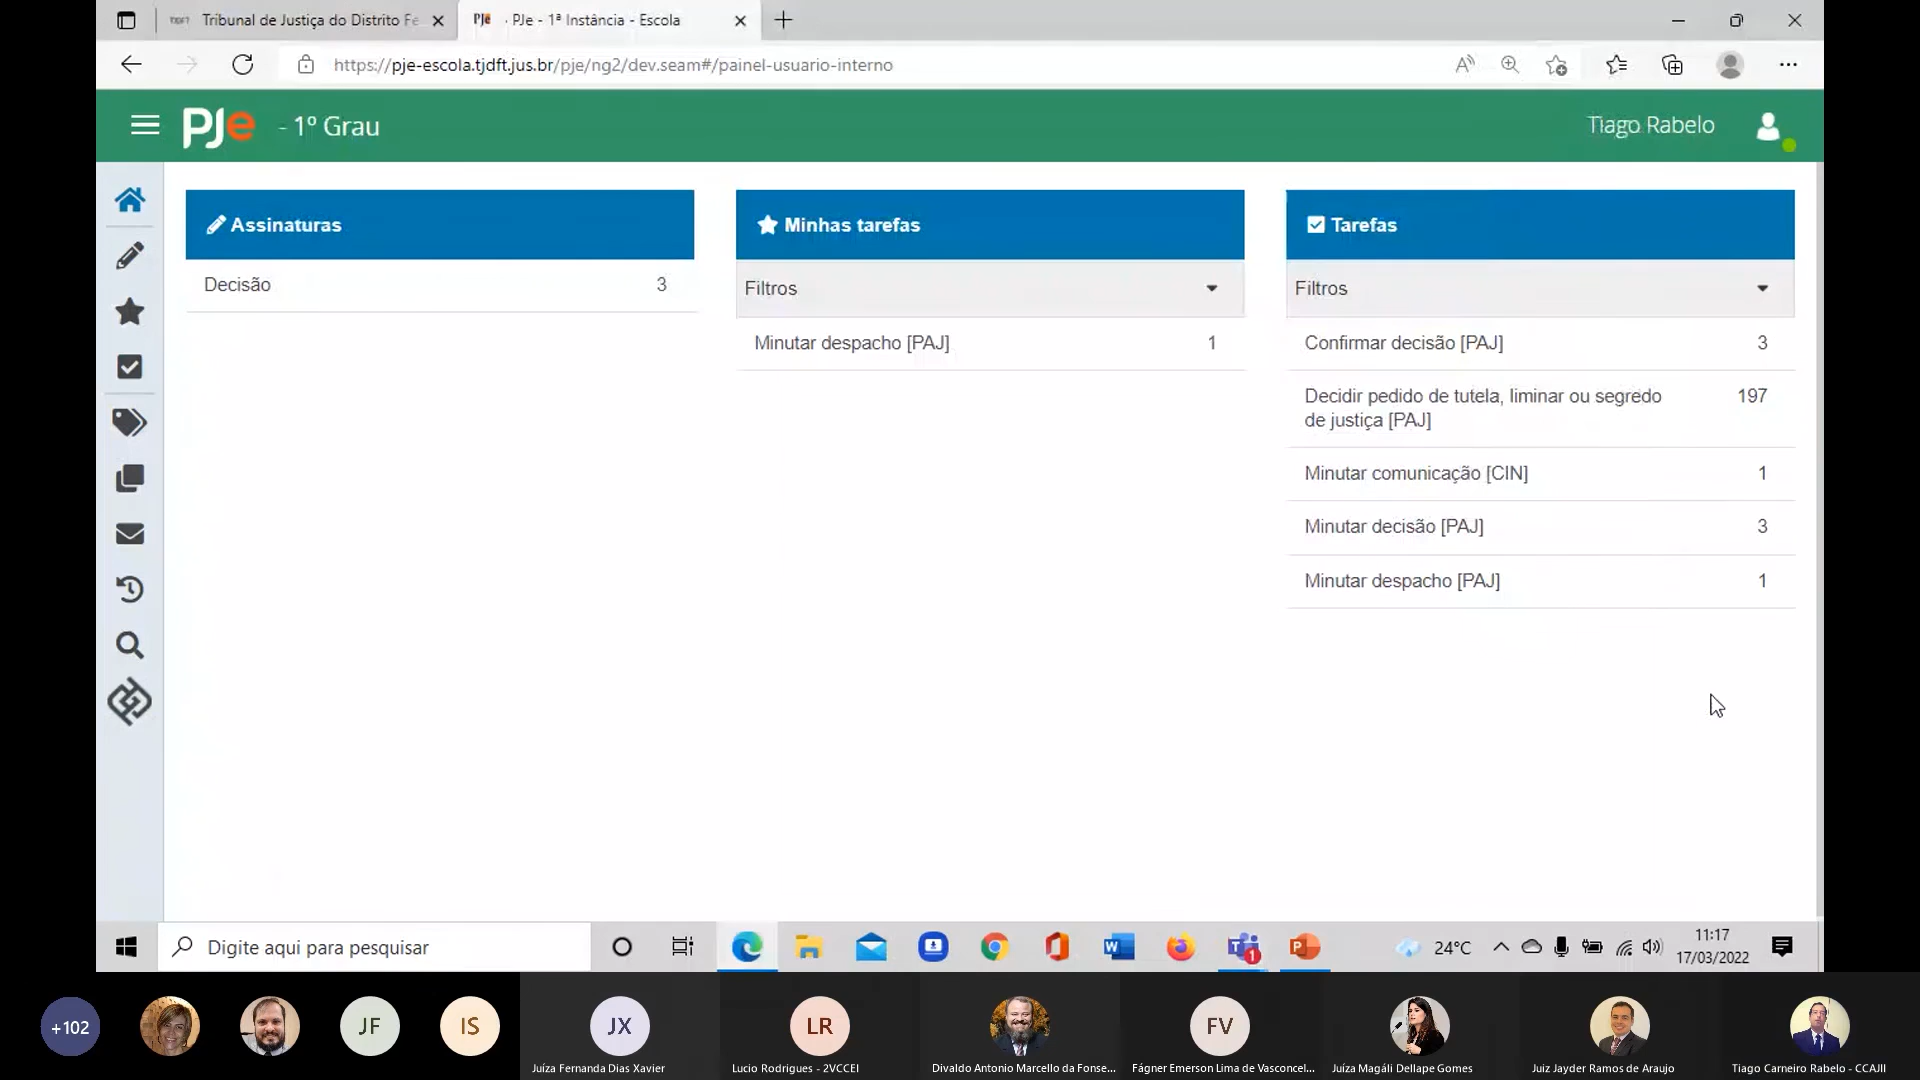 Tribunal de Justiça do Distrito Fe
PJe - 1ª Instância - Escola
https://pje-escola.tjdft.jus.br/pje/ng2/dev.seam#/painel-usuario-interno
PJe - 1º Grau
Tiago Rabelo
Assinaturas
Decisão 3
Minhas tarefas
Filtros
Minutar despacho [PAJ] 1
Tarefas
Filtros
Confirmar decisão [PAJ] 3
Decidir pedido de tutela, liminar ou segredo 197
de justiça [PAJ]
Minutar comunicação [CIN] 1
Minutar decisão [PAJ] 3
Minutar despacho [PAJ] 1
Digite aqui para pesquisar
24°C
11:17
17/03/2022
+102
JF
IS
JX
LR
FV
Juíza Fernanda Dias Xavier
Lucio Rodrigues - 2VCCEI
Divaldo Antonio Marcello da Fonse...
Fágner Emerson Lima de Vasconcel...
Juíza Magáli Dellape Gomes
Juiz Jayder Ramos de Araujo
Tiago Carneiro Rabelo - CCAJII